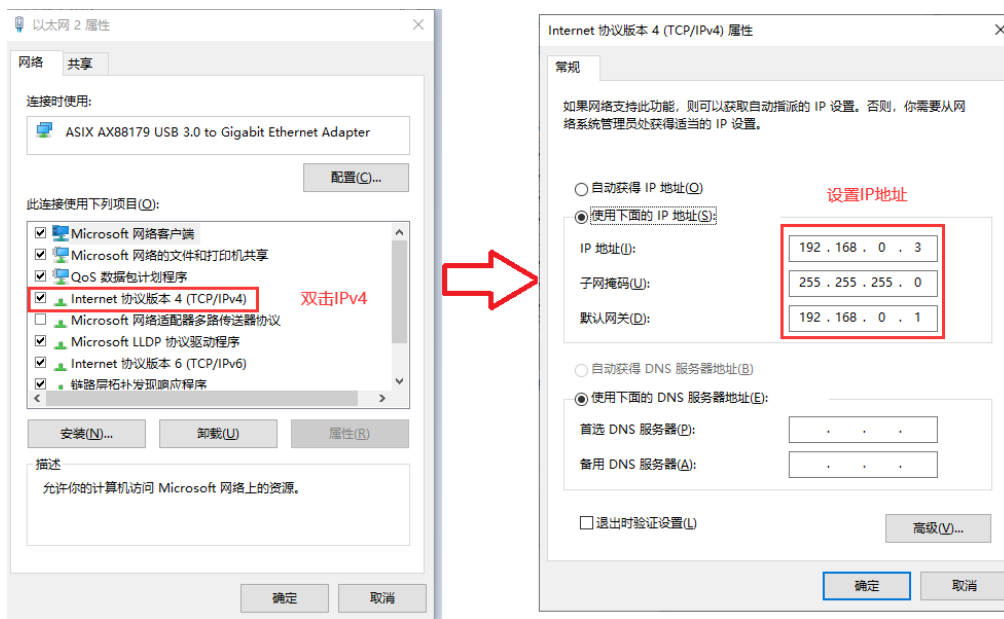 以太网 2 属性
网络
共享
连接时使用:
ASIX AX88179 USB 3.0 to Gigabit Ethernet Adapter
配置(C)...
此连接使用下列项目(O):
Microsoft 网络客户端
Microsoft 网络的文件和打印机共享
QoS 数据包计划程序
Internet 协议版本 4 (TCP/IPv4)
双击IPv4
Microsoft 网络适配器多路传送器协议
Microsoft LLDP 协议驱动程序
Internet 协议版本 6 (TCP/IPv6)
链路层拓扑发现响应程序
安装(N)...
卸载(U)
属性(R)
描述
允许你的计算机访问 Microsoft 网络上的资源。
确定
取消
Internet 协议版本 4 (TCP/IPv4) 属性
常规
如果网络支持此功能，则可以获取自动指派的 IP 设置。否则，你需要从网
络系统管理员处获得适当的 IP 设置。
自动获得 IP 地址(O)
设置IP地址
使用下面的 IP 地址(S):
IP 地址(I):
192 . 168 . 0 . 3
子网掩码(U):
255 . 255 . 255 . 0
默认网关(D):
192 . 168 . 0 . 1
自动获得 DNS 服务器地址(B)
使用下面的 DNS 服务器地址(E):
首选 DNS 服务器(P):
. . .
备用 DNS 服务器(A):
. . .
退出时验证设置(L)
高级(V)...
确定
取消